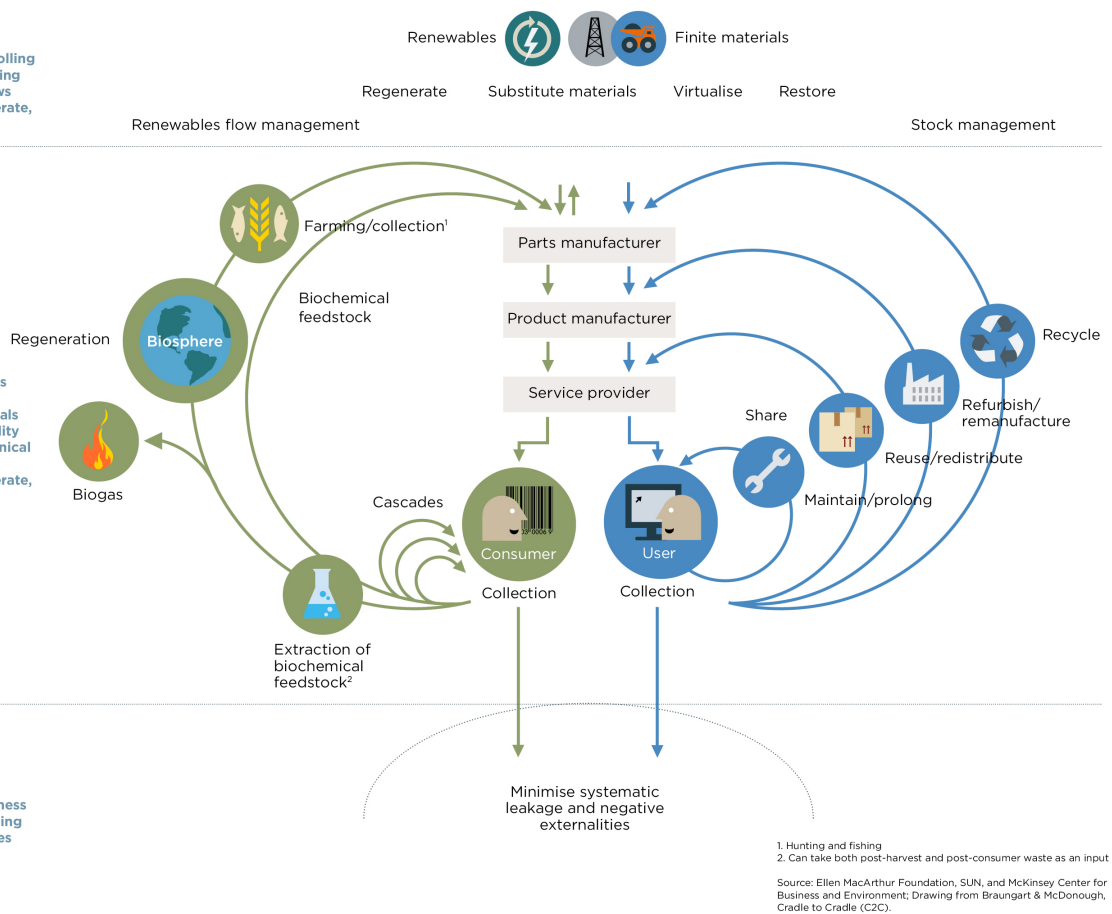 Renewables
Finite materials
Regenerate
Substitute materials
Virtualise
Restore
Renewables flow management
Stock management
Farming/collection¹
Parts manufacturer
Biochemical
feedstock
Product manufacturer
Regeneration
Biosphere
Recycle
Service provider
Share
Refurbish/
remanufacture
Reuse/redistribute
Biogas
Cascades
Maintain/prolong
03 0006 9
Consumer
User
Collection
Collection
Extraction of
biochemical
feedstock²
Minimise systematic
leakage and negative
externalities
1. Hunting and fishing
2. Can take both post-harvest and post-consumer waste as an input
Source: Ellen MacArthur Foundation, SUN, and McKinsey Center for
Business and Environment; Drawing from Braungart & McDonough,
Cradle to Cradle (C2C).